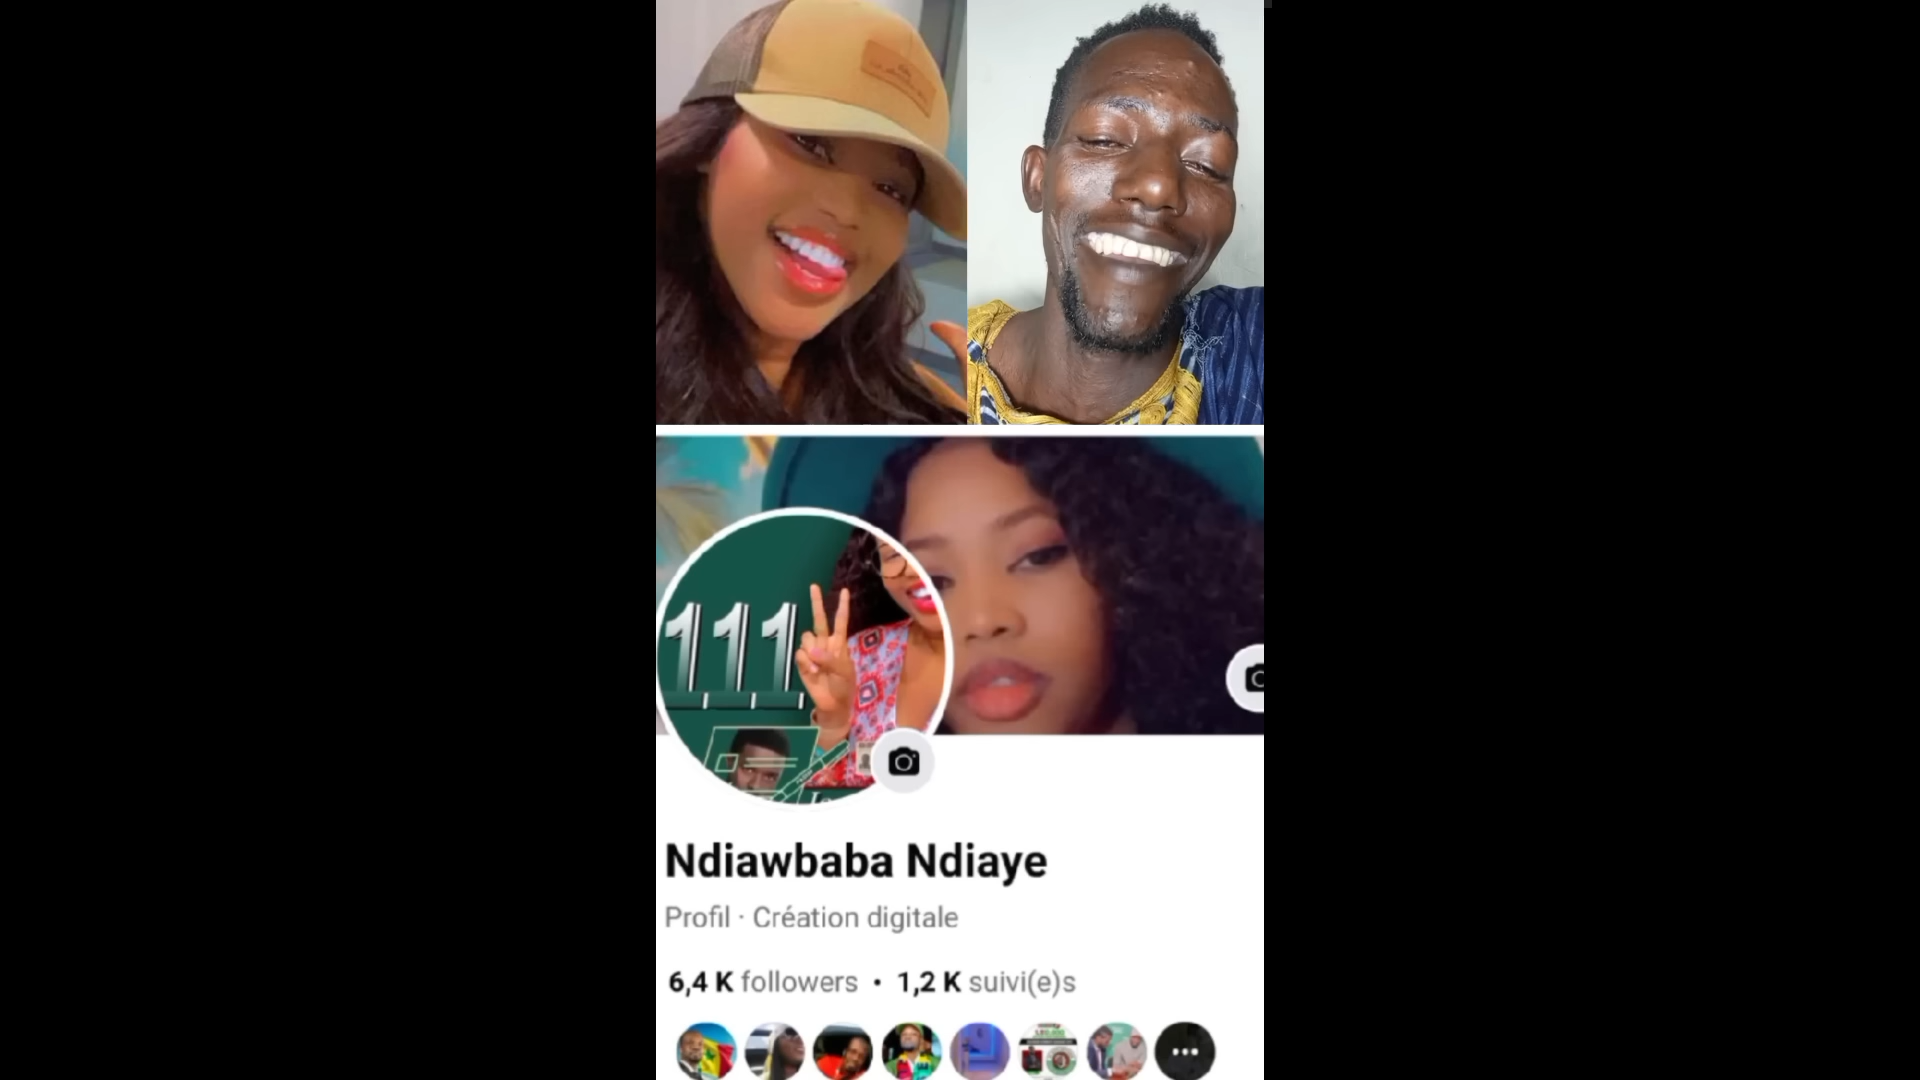 111
Ndiawbaba Ndiaye
Profil · Création digitale
6,4 K followers • 1,2 K suivi(e)s